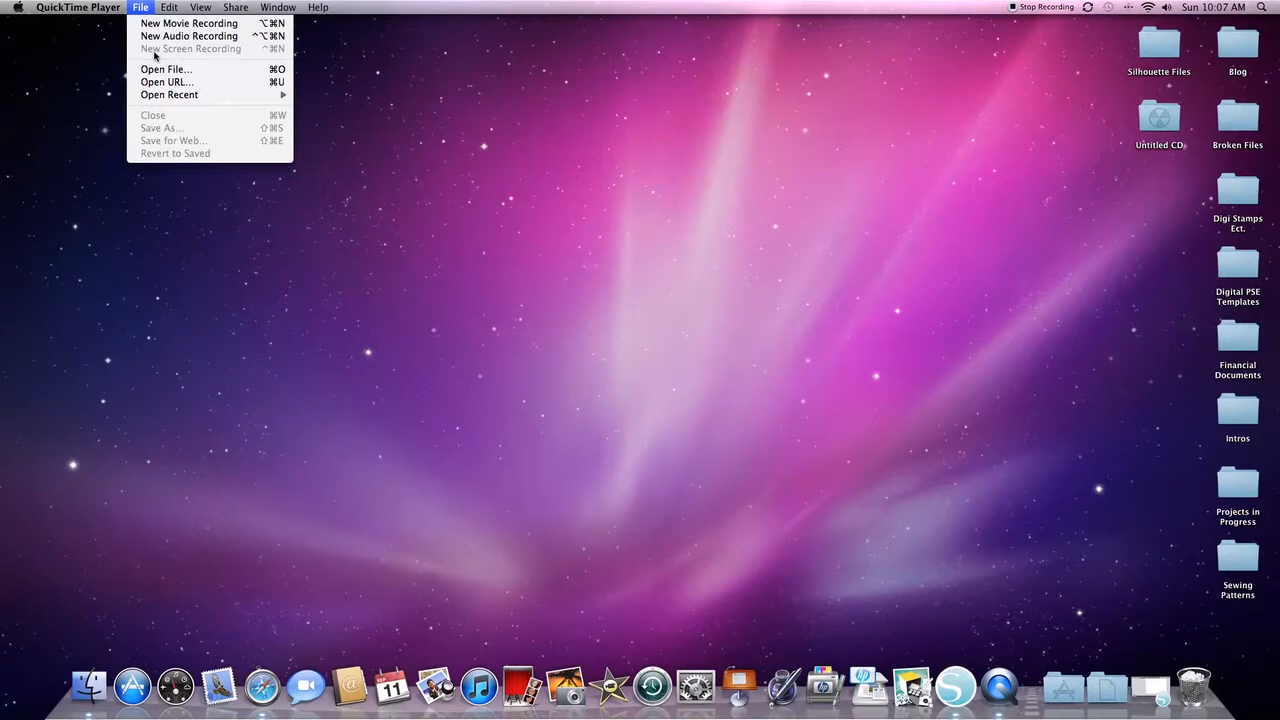 QuickTime Player File Edit View Share Window Help Stop Recording Sun 10:07 AM
New Movie Recording ⌥⌘N
New Audio Recording ^⌥⌘N
New Screen Recording ^⌘N
Open File... ⌘O
Open URL... ⌘U
Open Recent
Close ⌘W
Save As... ⇧⌘S
Save for Web... ⇧⌘E
Revert to Saved
Silhouette Files
Blog
Untitled CD
Broken Files
Digi Stamps
Ect.
Digital PSE
Templates
Financial
Documents
Intros
Projects in
Progress
Sewing
Patterns
SEP
11